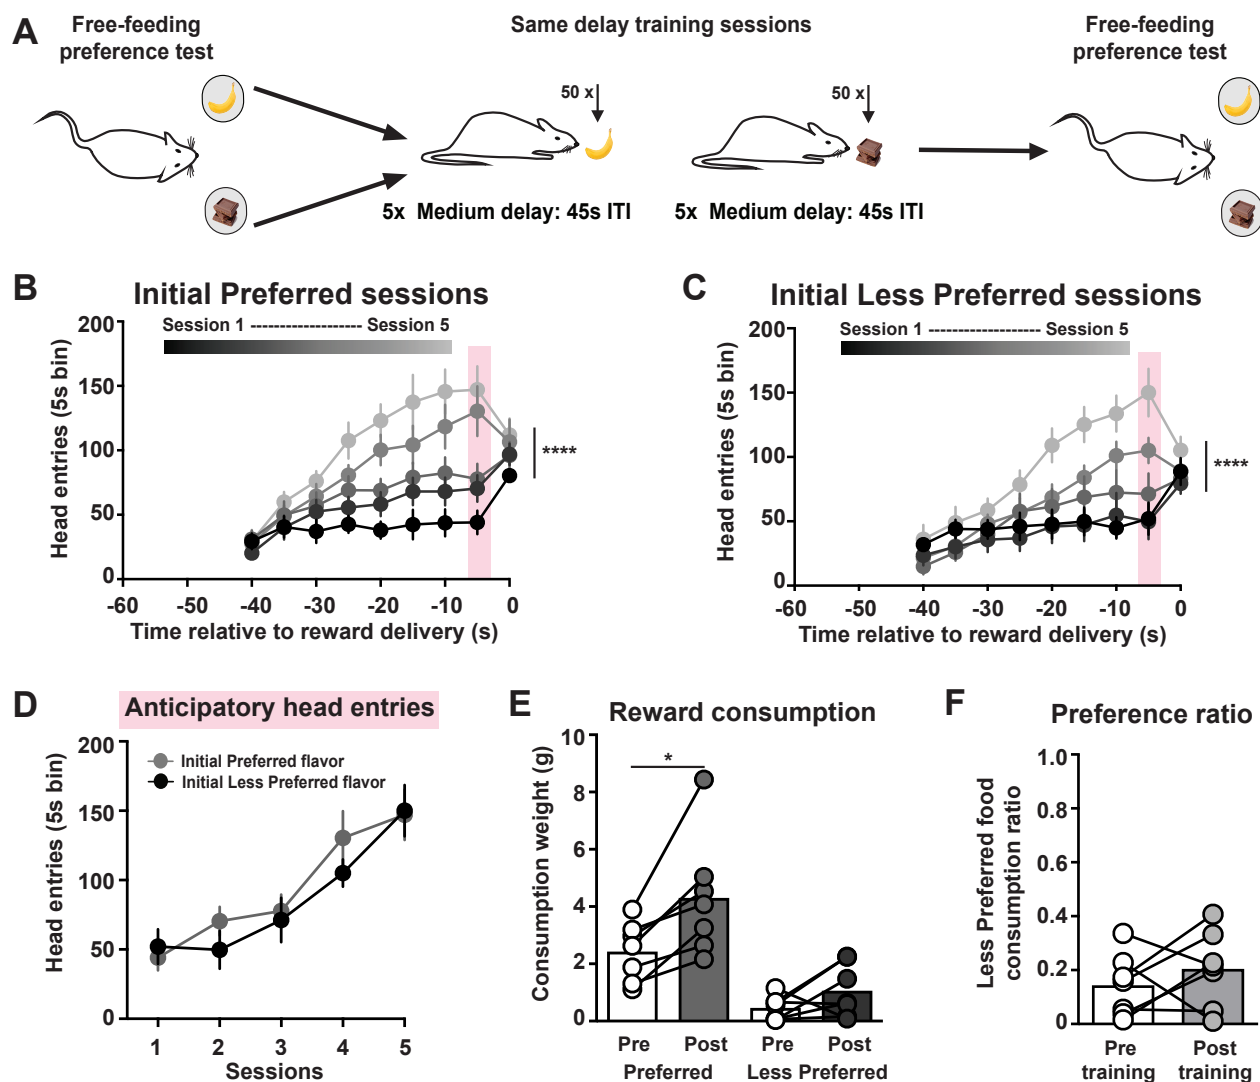 A
Free-feeding
preference test
Same delay training sessions
Free-feeding
preference test
50 x
50 x
5x Medium delay: 45s ITI
5x Medium delay: 45s ITI
B
Initial Preferred sessions
Session 1 ------------------- Session 5
Head entries (5s bin)
200
150
100
50
0
-60
-50
-40
-30
-20
-10
0
Time relative to reward delivery (s)
****
C
Initial Less Preferred sessions
Session 1 ------------------- Session 5
Head entries (5s bin)
200
150
100
50
0
-60
-50
-40
-30
-20
-10
0
Time relative to reward delivery (s)
****
D
Anticipatory head entries
Initial Preferred flavor
Initial Less Preferred flavor
Head entries (5s bin)
200
150
100
50
0
1
2
3
4
5
Sessions
E
Reward consumption
Consumption weight (g)
10
8
6
4
2
0
*
Pre
Post
Pre
Post
Preferred
Less Preferred
F
Preference ratio
Less Preferred food
consumption ratio
1.0
0.8
0.6
0.4
0.2
0
Pre
training
Post
training